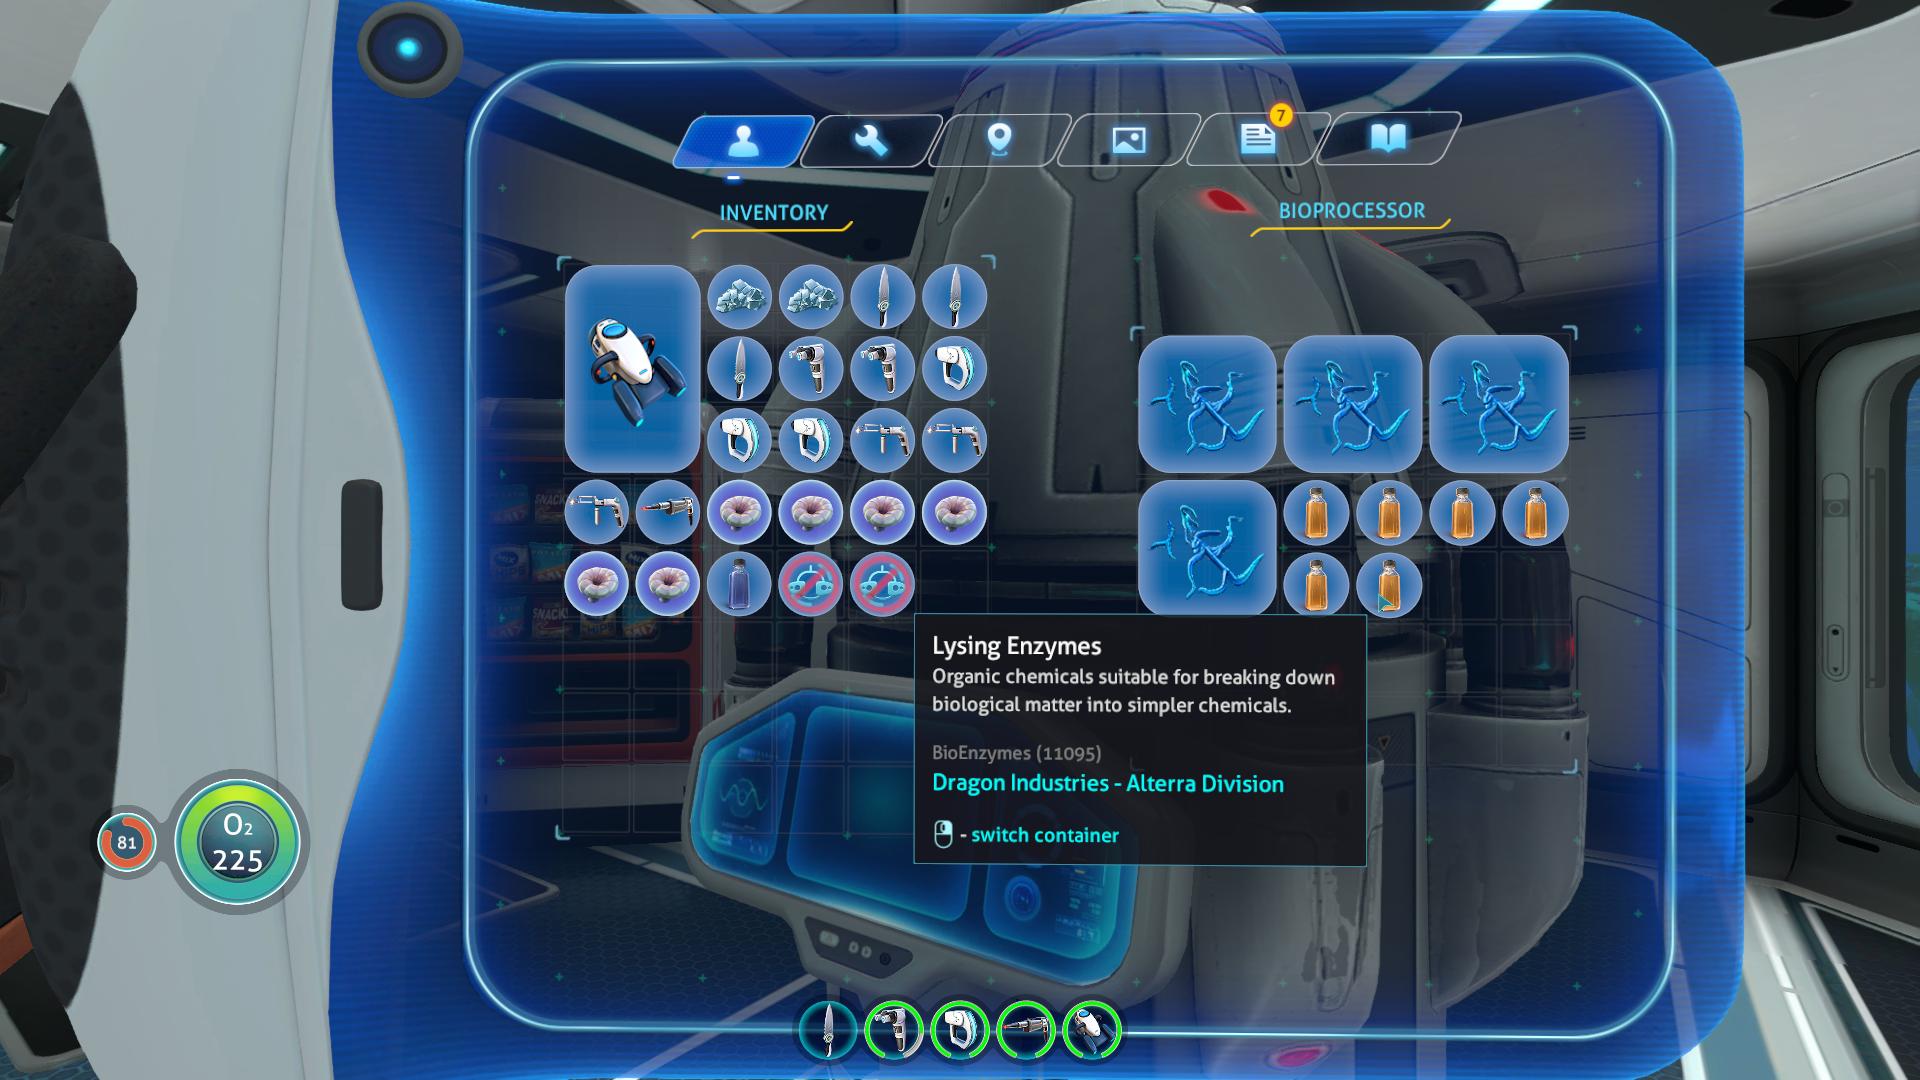 7
INVENTORY
BIOPROCESSOR
Lysing Enzymes
Organic chemicals suitable for breaking down
biological matter into simpler chemicals.
BioEnzymes (11095)
Dragon Industries - Alterra Division
- switch container
81
O₂
225